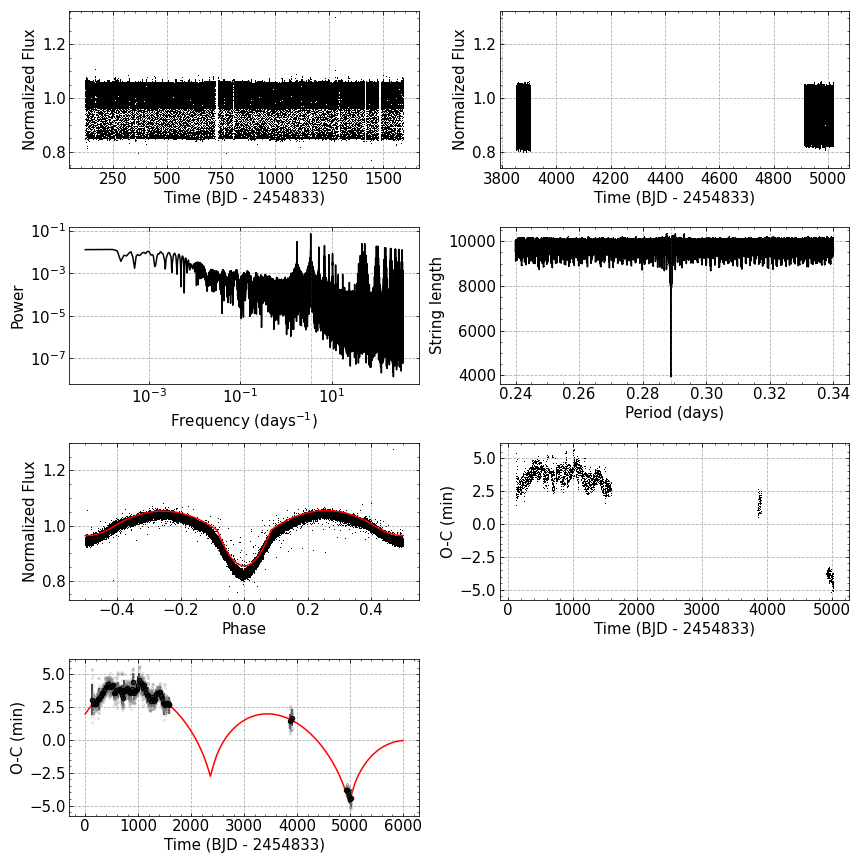 Normalized Flux
1.2
1.0
0.8
250 500 750 1000 1250 1500
Time (BJD - 2454833)
Normalized Flux
1.2
1.0
0.8
3800 4000 4200 4400 4600 4800 5000
Time (BJD - 2454833)
Power
10⁻¹
10⁻³
10⁻⁵
10⁻⁷
10⁻³ 10⁻¹ 10¹
Frequency (days⁻¹)
String length
10000
8000
6000
4000
0.24 0.26 0.28 0.30 0.32 0.34
Period (days)
Normalized Flux
1.2
1.0
0.8
−0.4 −0.2 0.0 0.2 0.4
Phase
O-C (min)
5.0
2.5
0.0
−2.5
−5.0
0 1000 2000 3000 4000 5000
Time (BJD - 2454833)
O-C (min)
5.0
2.5
0.0
−2.5
−5.0
0 1000 2000 3000 4000 5000 6000
Time (BJD - 2454833)